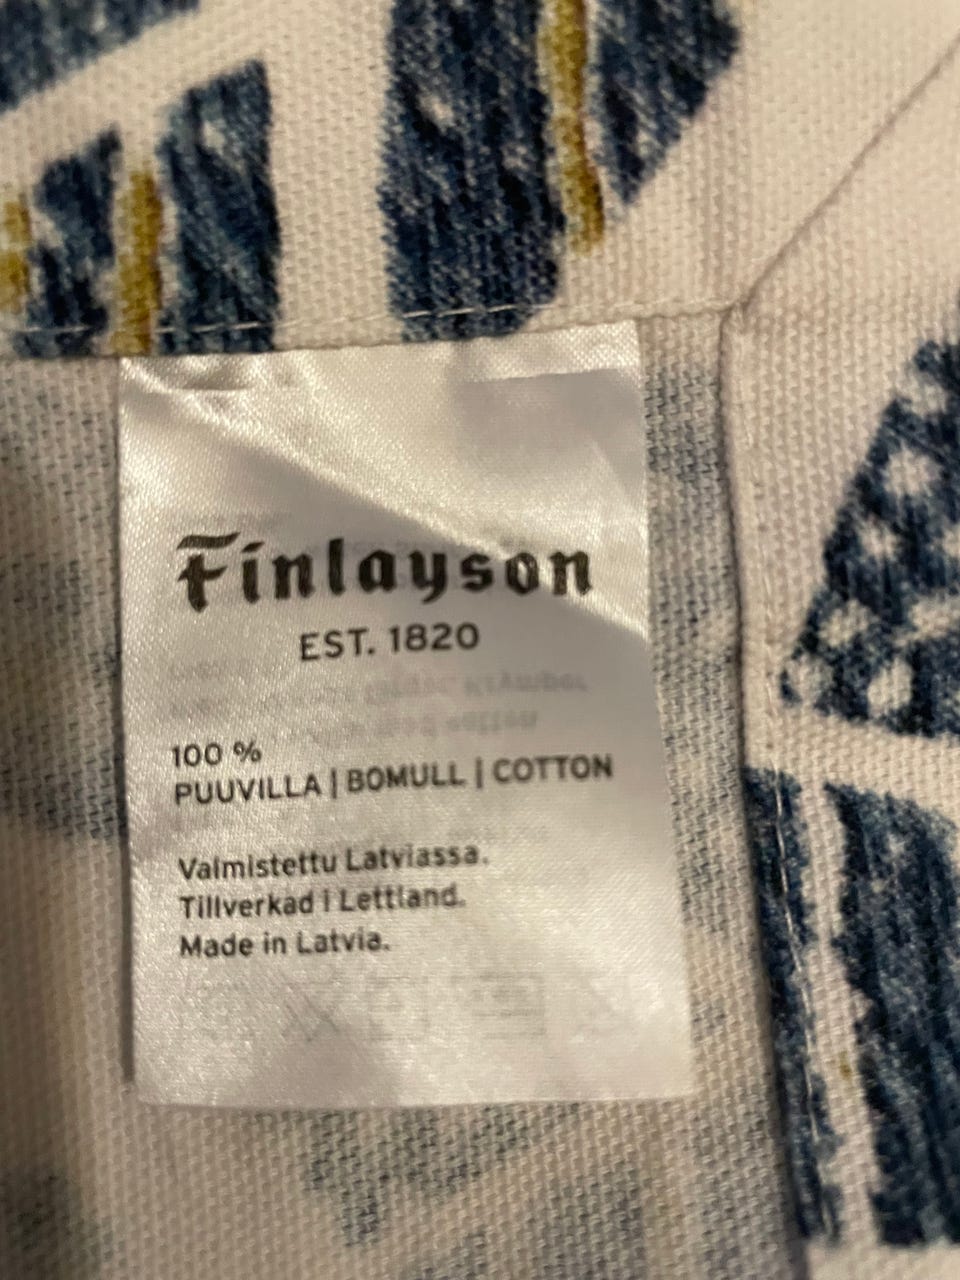 Finlayson
EST. 1820
100 %
PUUVILLA | BOMULL | COTTON
Valmistettu Latviassa.
Tillverkad i Lettland.
Made in Latvia.